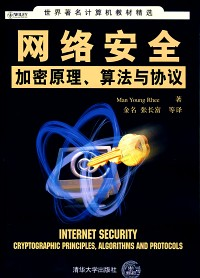 WILEY
世界著名计算机教材精选
网络安全
加密原理、算法与协议
Man Young Rhee 著
金名 张长富 等译
INTERNET SECURITY
CRYPTOGRAPHIC PRINCIPLES, ALGORITHMS AND PROTOCOLS
清华大学出版社